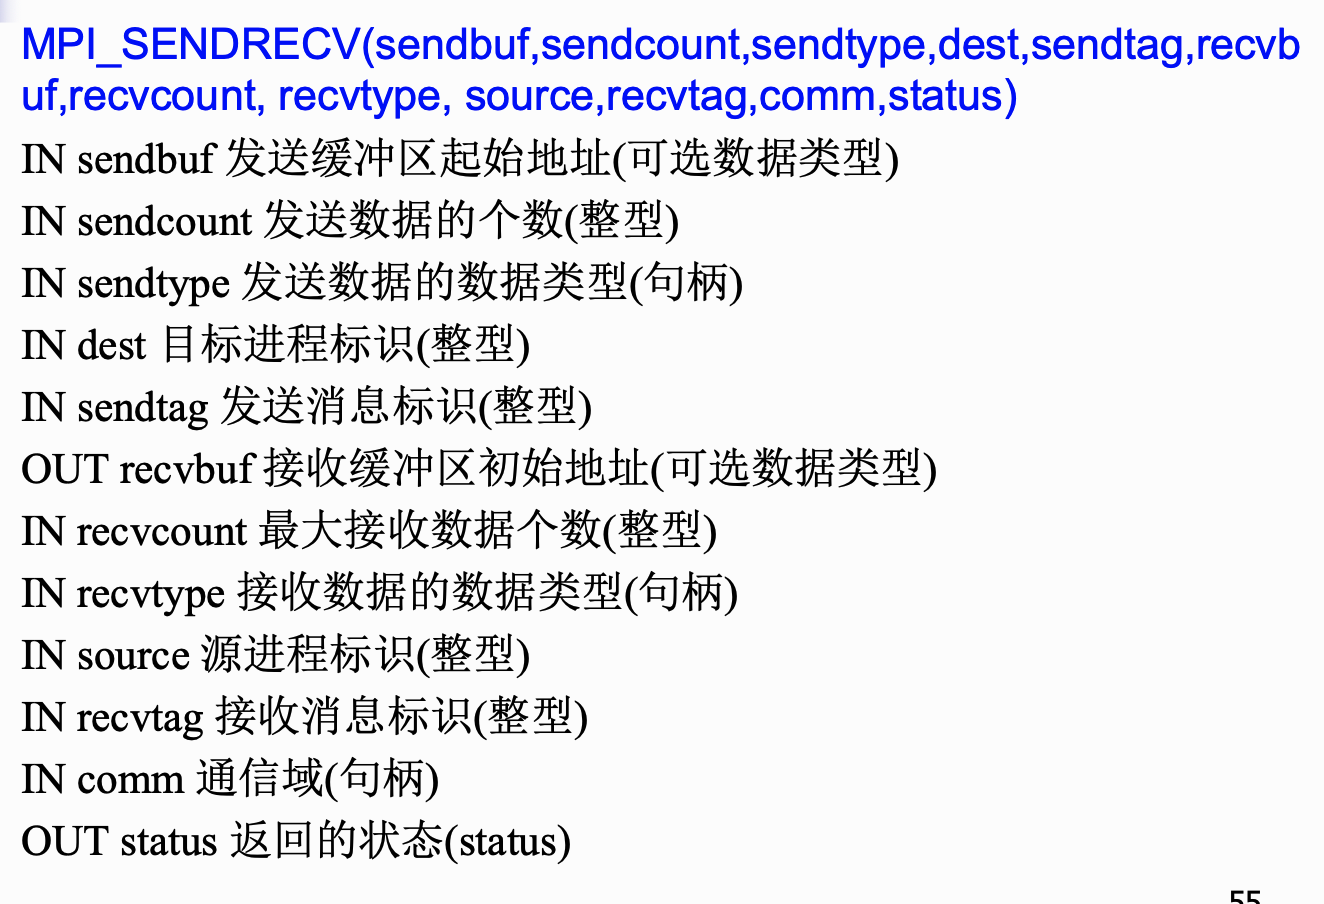 MPI_SENDRECV(sendbuf,sendcount,sendtype,dest,sendtag,recvb
uf,recvcount, recvtype, source,recvtag,comm,status)
IN sendbuf 发送缓冲区起始地址(可选数据类型)
IN sendcount 发送数据的个数(整型)
IN sendtype 发送数据的数据类型(句柄)
IN dest 目标进程标识(整型)
IN sendtag 发送消息标识(整型)
OUT recvbuf 接收缓冲区初始地址(可选数据类型)
IN recvcount 最大接收数据个数(整型)
IN recvtype 接收数据的数据类型(句柄)
IN source 源进程标识(整型)
IN recvtag 接收消息标识(整型)
IN comm 通信域(句柄)
OUT status 返回的状态(status)
55